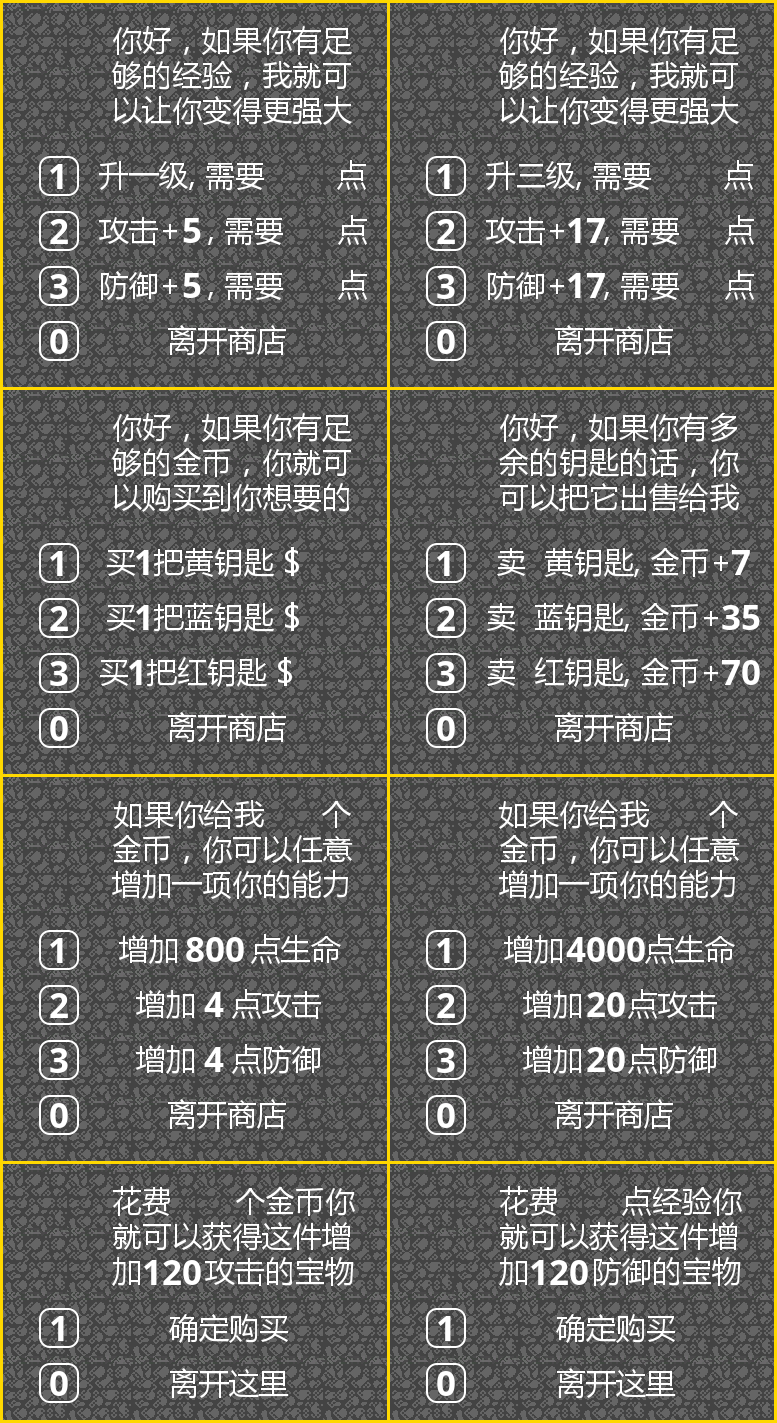 你好，如果你有足
够的经验，我就可
以让你变得更强大
1 升一级, 需要 点
2 攻击+5, 需要 点
3 防御+5, 需要 点
0 离开商店
你好，如果你有足
够的经验，我就可
以让你变得更强大
1 升三级, 需要 点
2 攻击+17, 需要 点
3 防御+17, 需要 点
0 离开商店
你好，如果你有足
够的金币，你就可
以购买到你想要的
1 买1把黄钥匙 $
2 买1把蓝钥匙 $
3 买1把红钥匙 $
0 离开商店
你好，如果你有多
余的钥匙的话，你
可以把它出售给我
1 卖 黄钥匙, 金币+7
2 卖 蓝钥匙, 金币+35
3 卖 红钥匙, 金币+70
0 离开商店
如果你给我 个
金币，你可以任意
增加一项你的能力
1 增加 800 点生命
2 增加 4 点攻击
3 增加 4 点防御
0 离开商店
如果你给我 个
金币，你可以任意
增加一项你的能力
1 增加4000点生命
2 增加20点攻击
3 增加20点防御
0 离开商店
花费 个金币你
就可以获得这件增
加120攻击的宝物
1 确定购买
0 离开这里
花费 点经验你
就可以获得这件增
加120防御的宝物
1 确定购买
0 离开这里